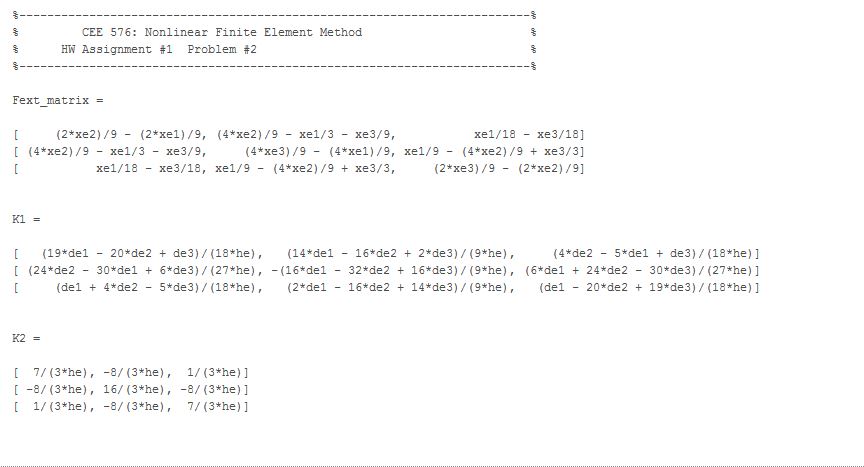 %-------------------------------------------------------------------------%
%         CEE 576: Nonlinear Finite Element Method                        %
%      HW Assignment #1  Problem #2                                       %
%-------------------------------------------------------------------------%
Fext_matrix =
[     (2*xe2)/9 - (2*xe1)/9, (4*xe2)/9 - xe1/3 - xe3/9,           xe1/18 - xe3/18]
[ (4*xe2)/9 - xe1/3 - xe3/9,     (4*xe3)/9 - (4*xe1)/9, xe1/9 - (4*xe2)/9 + xe3/3]
[           xe1/18 - xe3/18, xe1/9 - (4*xe2)/9 + xe3/3,     (2*xe3)/9 - (2*xe2)/9]
K1 =
[   (19*de1 - 20*de2 + de3)/(18*he),   (14*de1 - 16*de2 + 2*de3)/(9*he),     (4*de2 - 5*de1 + de3)/(18*he)]
[ (24*de2 - 30*de1 + 6*de3)/(27*he), -(16*de1 - 32*de2 + 16*de3)/(9*he), (6*de1 + 24*de2 - 30*de3)/(27*he)]
[     (de1 + 4*de2 - 5*de3)/(18*he),   (2*de1 - 16*de2 + 14*de3)/(9*he),   (de1 - 20*de2 + 19*de3)/(18*he)]
K2 =
[  7/(3*he), -8/(3*he),  1/(3*he)]
[ -8/(3*he), 16/(3*he), -8/(3*he)]
[  1/(3*he), -8/(3*he),  7/(3*he)]